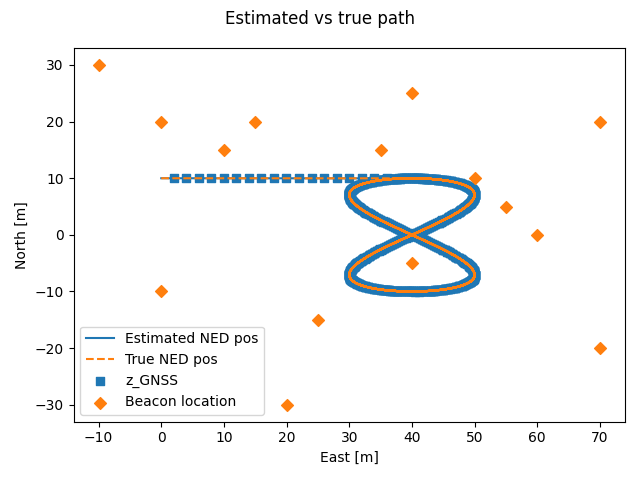 Estimated vs true path
North [m]
30
20
10
0
−10
−20
−30
Estimated NED pos
True NED pos
z_GNSS
Beacon location
−10 0 10 20 30 40 50 60 70
East [m]